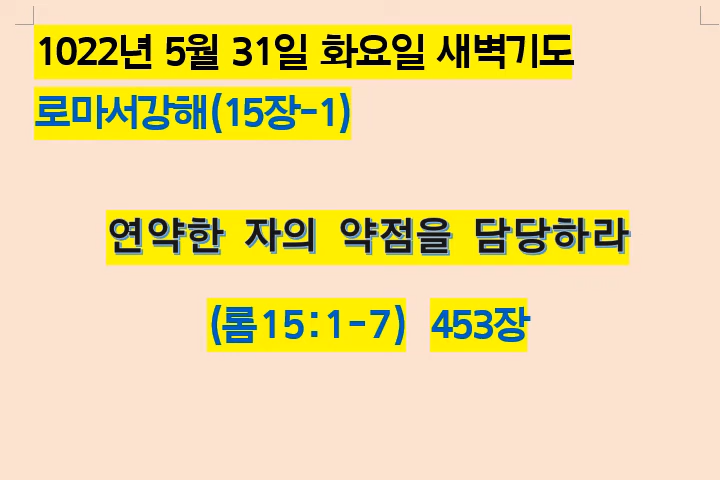 1022년 5월 31일 화요일 새벽기도
로마서강해(15장-1)
연약한 자의 약점을 담당하라
(롬15:1-7) 453장